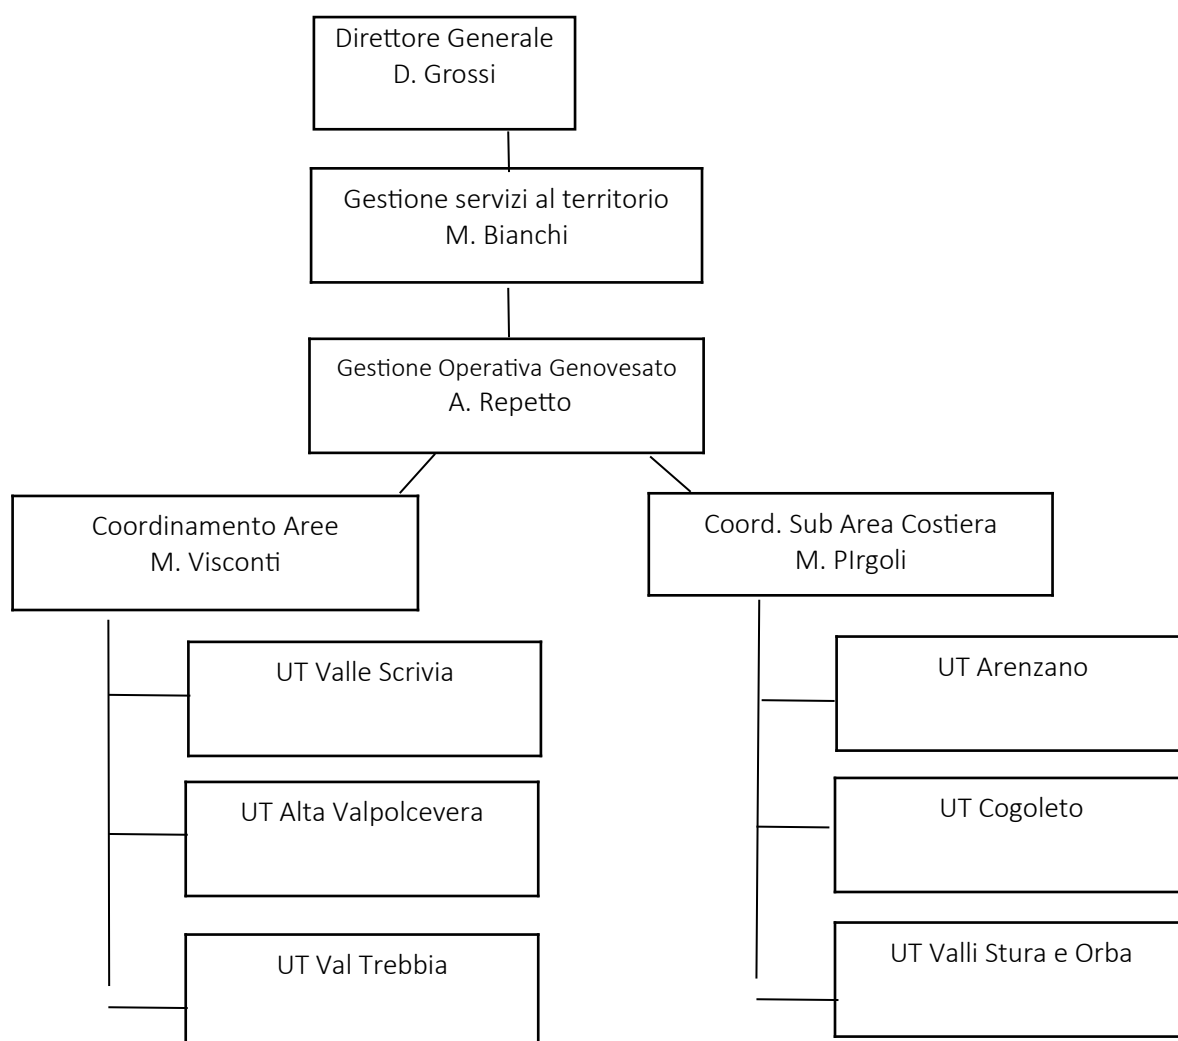 Direttore Generale
D. Grossi
Gestione servizi al territorio
M. Bianchi
Gestione Operativa Genovesato
A. Repetto
Coordinamento Aree
M. Visconti
Coord. Sub Area Costiera
M. PIrgoli
UT Valle Scrivia
UT Alta Valpolcevera
UT Val Trebbia
UT Arenzano
UT Cogoleto
UT Valli Stura e Orba